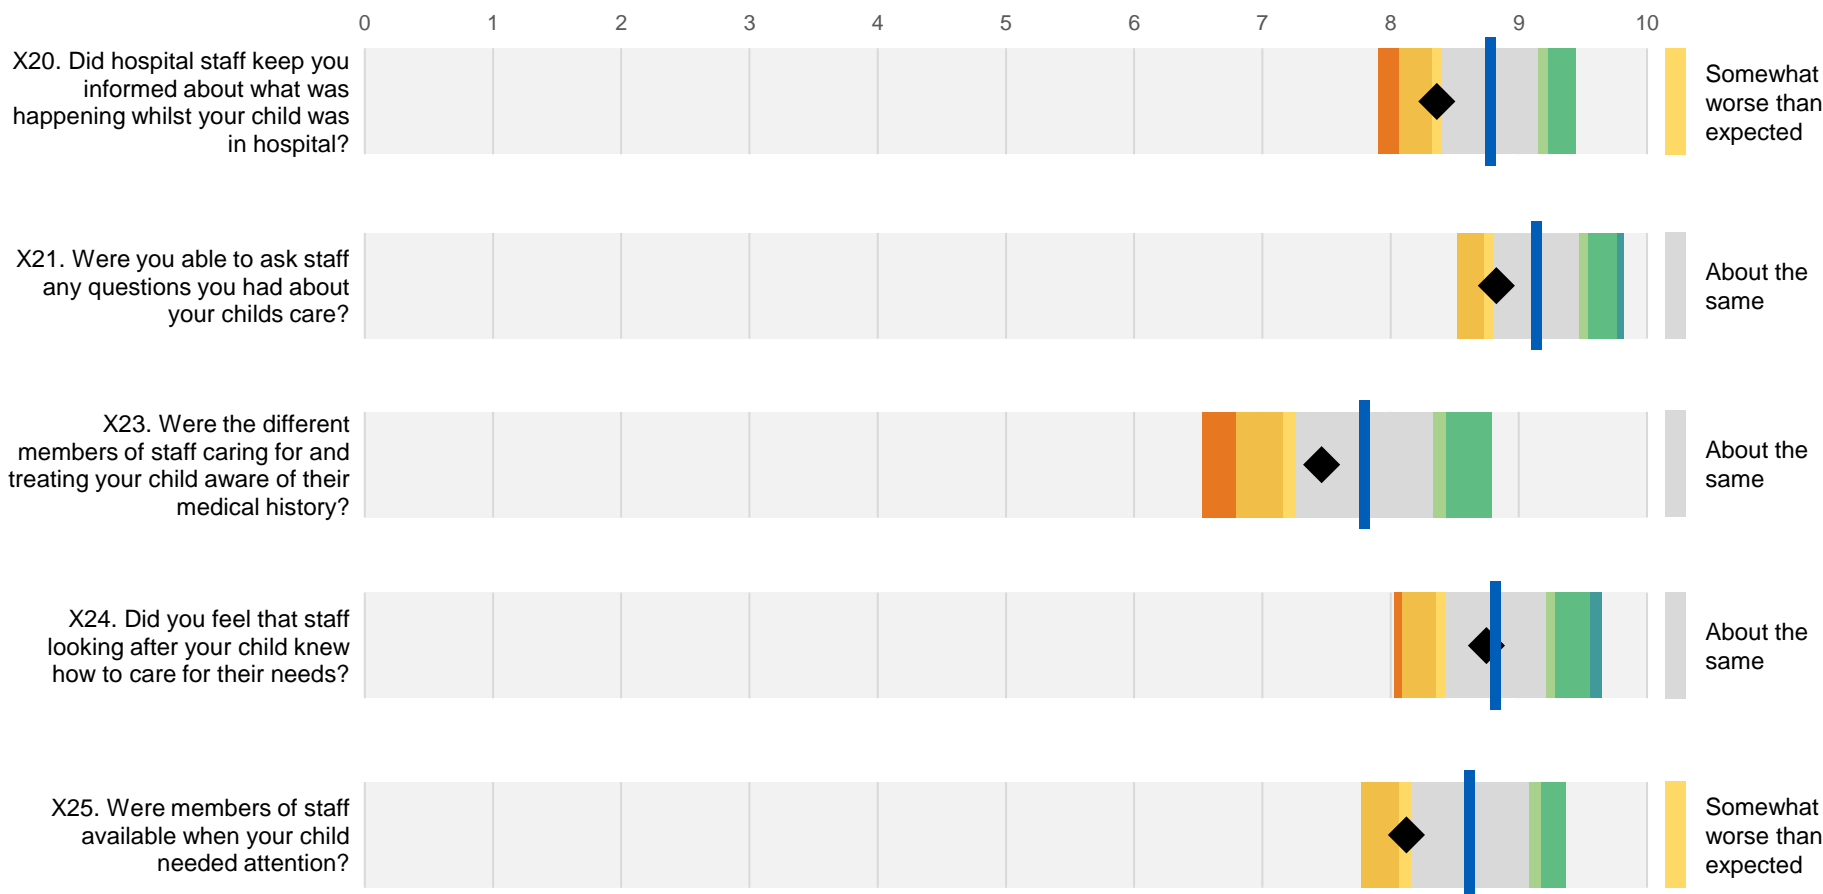 0 1 2 3 4 5 6 7 8 9 10
X20. Did hospital staff keep you
informed about what was
happening whilst your child was
in hospital?
Somewhat
worse than
expected
X21. Were you able to ask staff
any questions you had about
your childs care?
About the
same
X23. Were the different
members of staff caring for and
treating your child aware of their
medical history?
About the
same
X24. Did you feel that staff
looking after your child knew
how to care for their needs?
About the
same
X25. Were members of staff
available when your child
needed attention?
Somewhat
worse than
expected